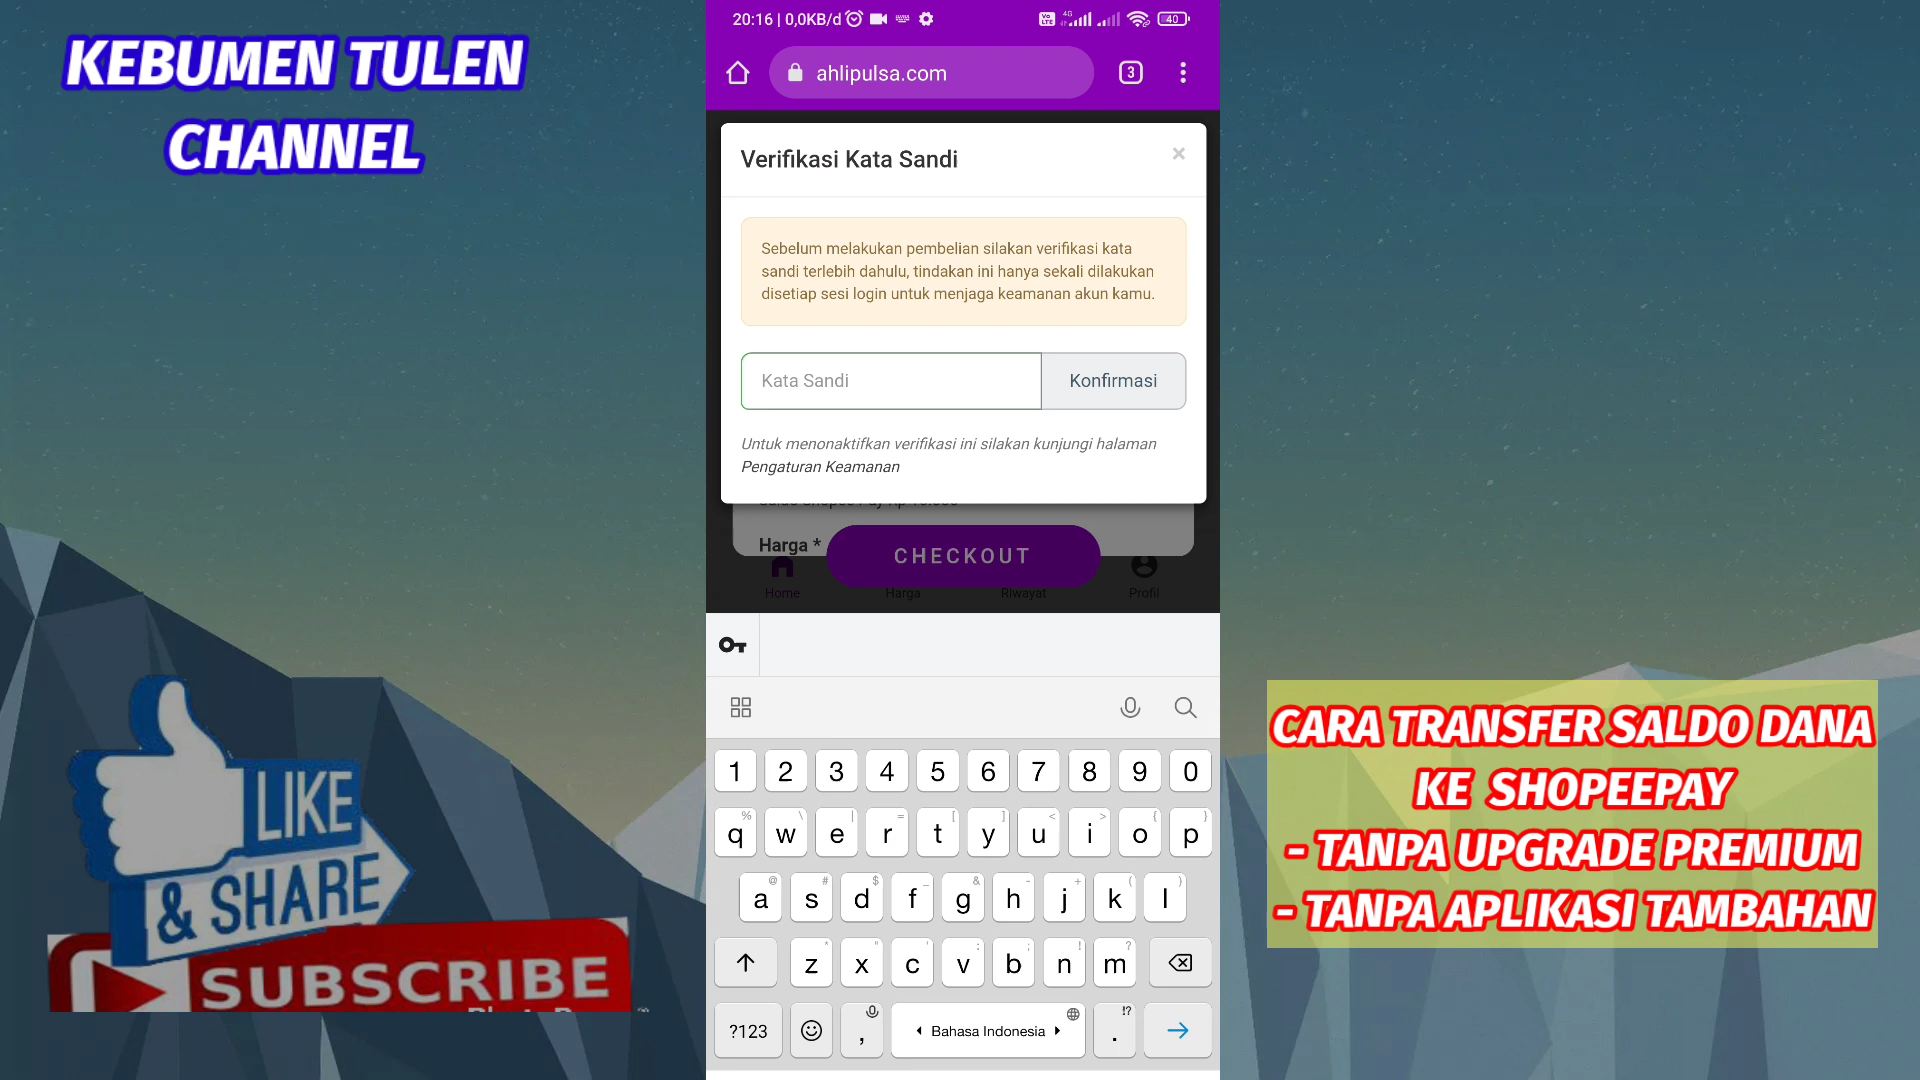 KEBUMEN TULEN
CHANNEL
LIKE
& SHARE
SUBSCRIBE
20:16 | 0,0KB/d
Vo
LTE
4G
40
ahlipulsa.com
3
Verifikasi Kata Sandi
×
Sebelum melakukan pembelian silakan verifikasi kata
sandi terlebih dahulu, tindakan ini hanya sekali dilakukan
disetiap sesi login untuk menjaga keamanan akun kamu.
Kata Sandi
Konfirmasi
Untuk menonaktifkan verifikasi ini silakan kunjungi halaman
Pengaturan Keamanan
Harga *
CHECKOUT
Home
Harga
Riwayat
Profil
1 2 3 4 5 6 7 8 9 0
% \ | = [ ] < > { }
q w e r t y u i o p
@ # $ _ & - + ( )
a s d f g h j k l
* " ' : ; ! ?
z x c v b n m
?123 , Bahasa Indonesia !? .
CARA TRANSFER SALDO DANA
KE SHOPEEPAY
- TANPA UPGRADE PREMIUM
- TANPA APLIKASI TAMBAHAN